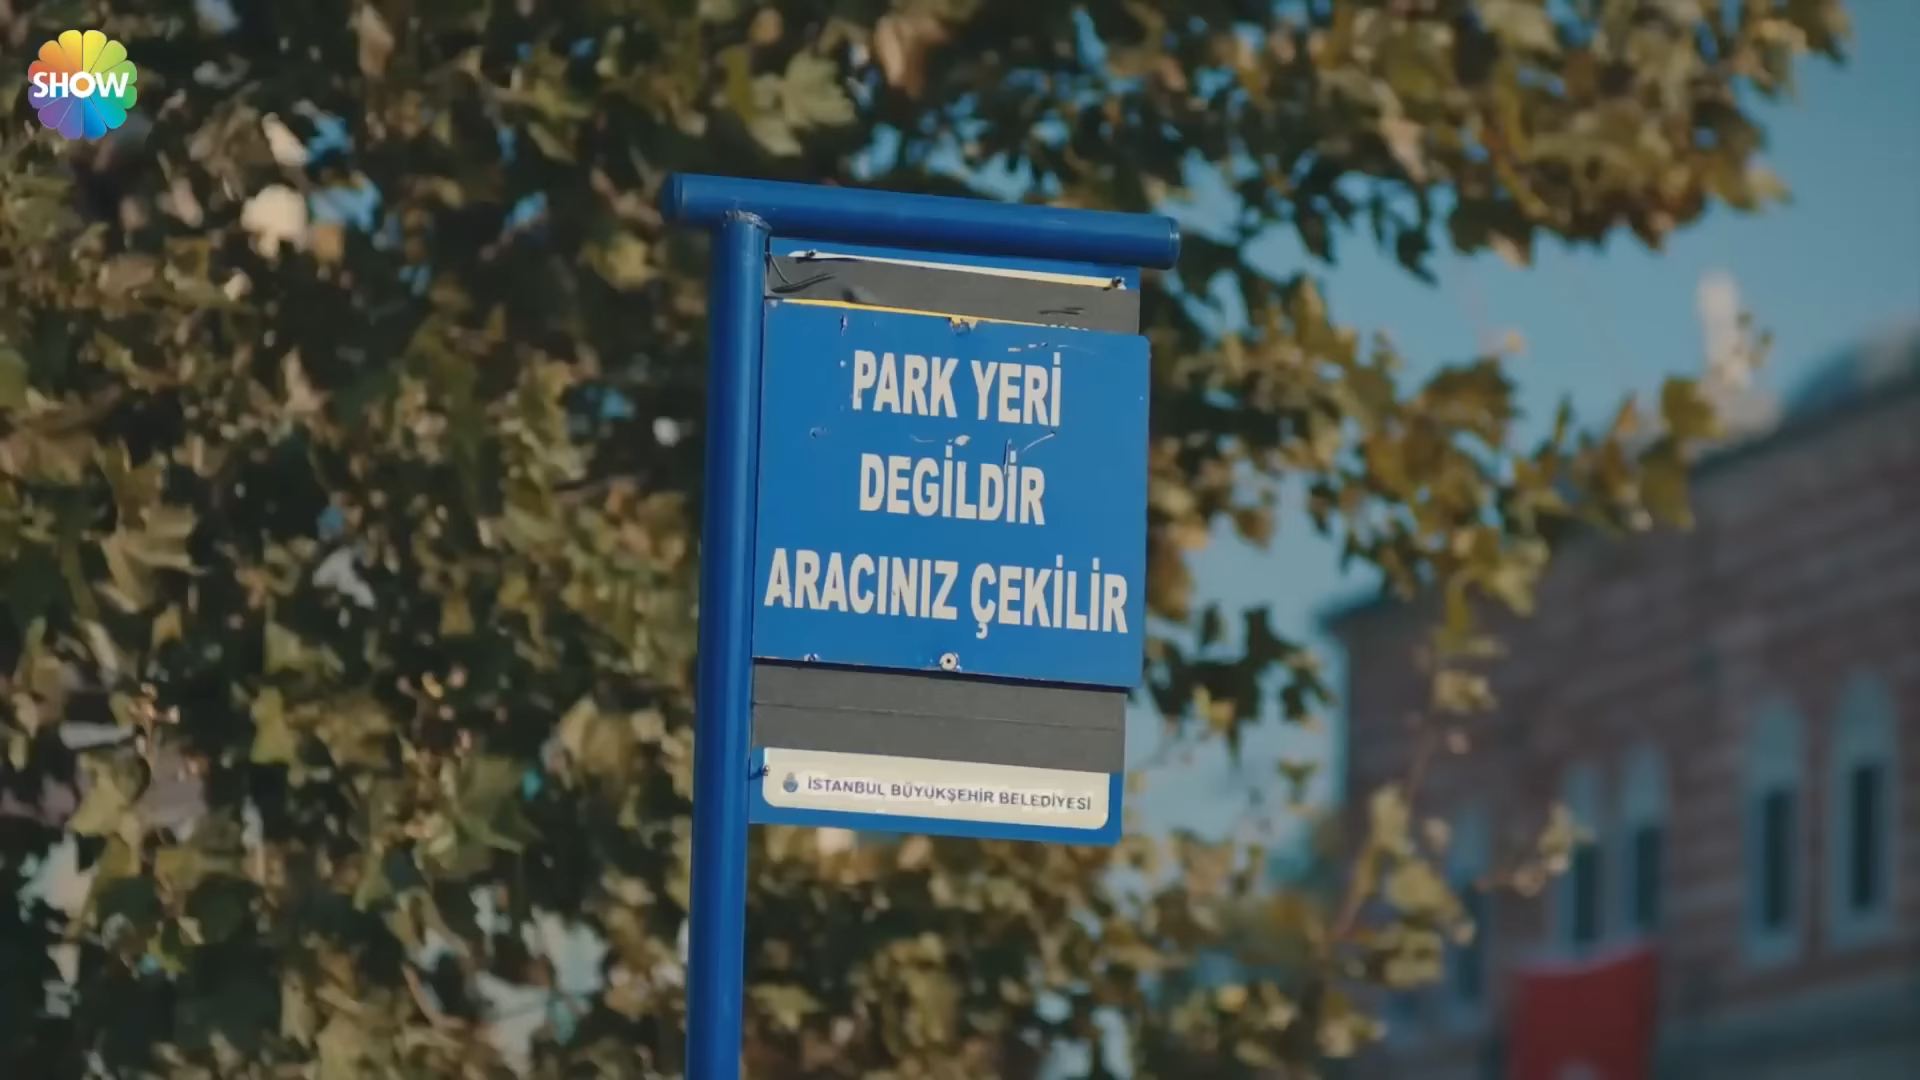 SHOW
PARK YERİ
DEGİLDİR
ARACINIZ ÇEKİLİR
İSTANBUL BÜYÜKŞEHİR BELEDİYESİ